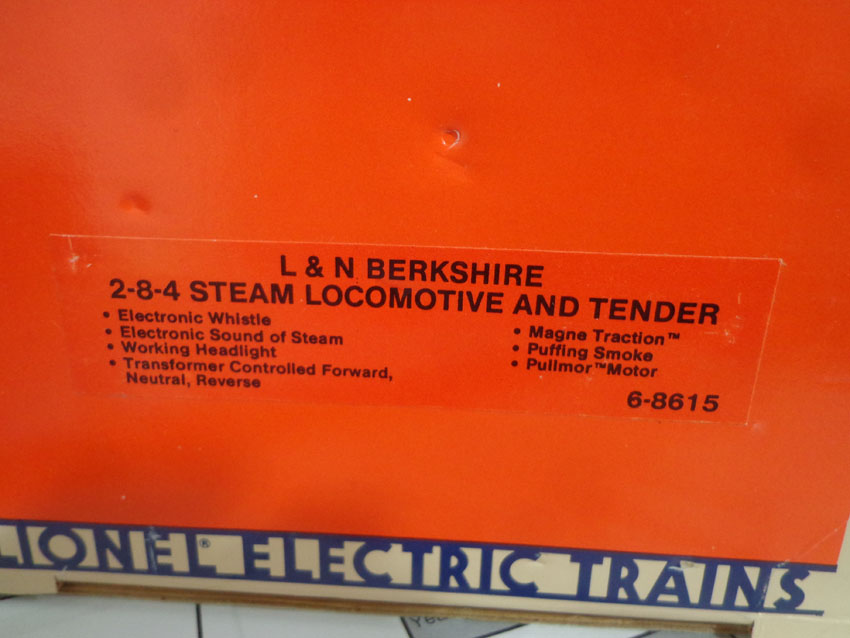 L & N BERKSHIRE
2-8-4 STEAM LOCOMOTIVE AND TENDER
• Electronic Whistle
• Electronic Sound of Steam
• Working Headlight
• Transformer Controlled Forward,
Neutral, Reverse
• Magne Traction™
• Puffing Smoke
• Pullmor™Motor
6-8615
LIONEL® ELECTRIC TRAINS